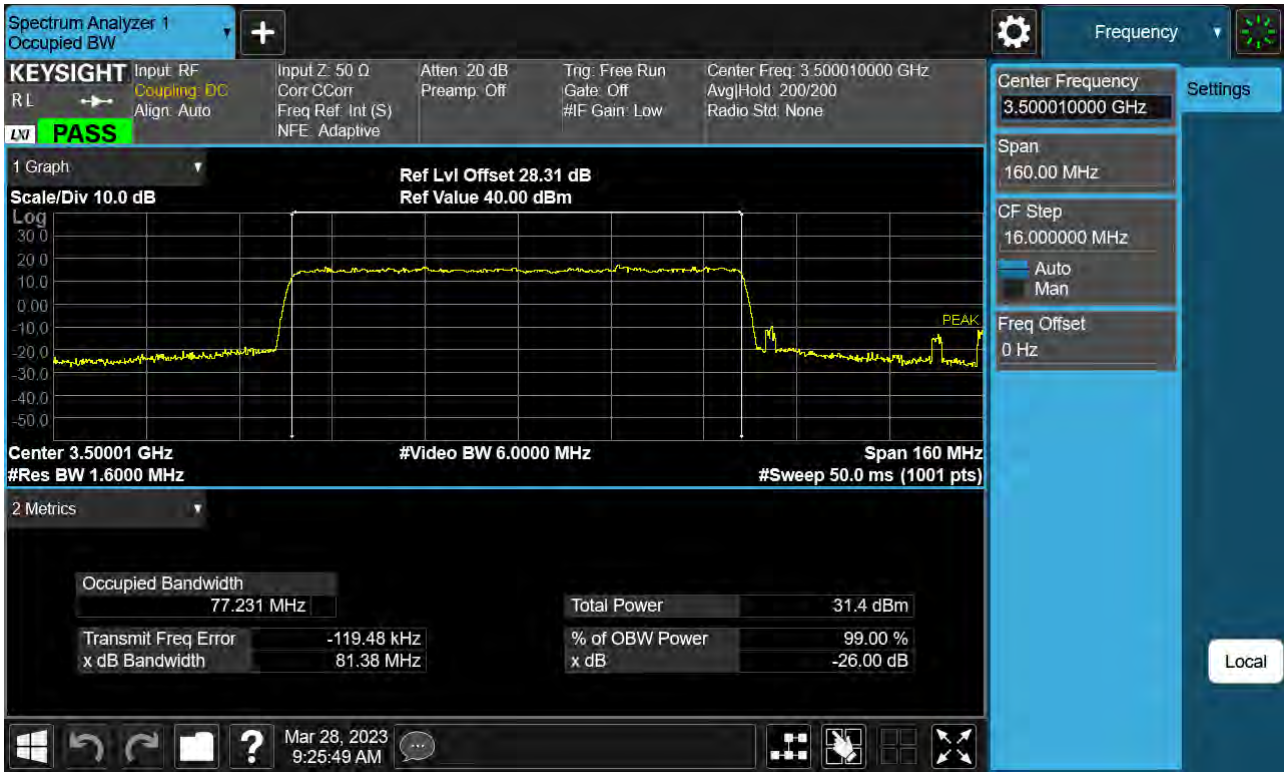 Spectrum Analyzer 1
Occupied BW
+
Frequency
KEYSIGHT
RL
LXI PASS
Input: RF
Coupling: DC
Align: Auto
Input Z: 50 Ω
Corr CCorr
Freq Ref: Int (S)
NFE: Adaptive
Atten: 20 dB
Preamp: Off
Trig: Free Run
Gate: Off
#IF Gain: Low
Center Freq: 3.500010000 GHz
Avg|Hold: 200/200
Radio Std: None
1 Graph
Scale/Div 10.0 dB
Ref Lvl Offset 28.31 dB
Ref Value 40.00 dBm
Log
30.0
20.0
10.0
0.00
-10.0
-20.0
-30.0
-40.0
-50.0
PEAK
Center 3.50001 GHz
#Video BW 6.0000 MHz
Span 160 MHz
#Res BW 1.6000 MHz
#Sweep 50.0 ms (1001 pts)
2 Metrics
Occupied Bandwidth
77.231 MHz
Transmit Freq Error -119.48 kHz
x dB Bandwidth 81.38 MHz
Total Power 31.4 dBm
% of OBW Power 99.00 %
x dB -26.00 dB
Center Frequency
3.500010000 GHz
Span
160.00 MHz
CF Step
16.000000 MHz
Auto
Man
Freq Offset
0 Hz
Settings
Local
?
Mar 28, 2023
9:25:49 AM